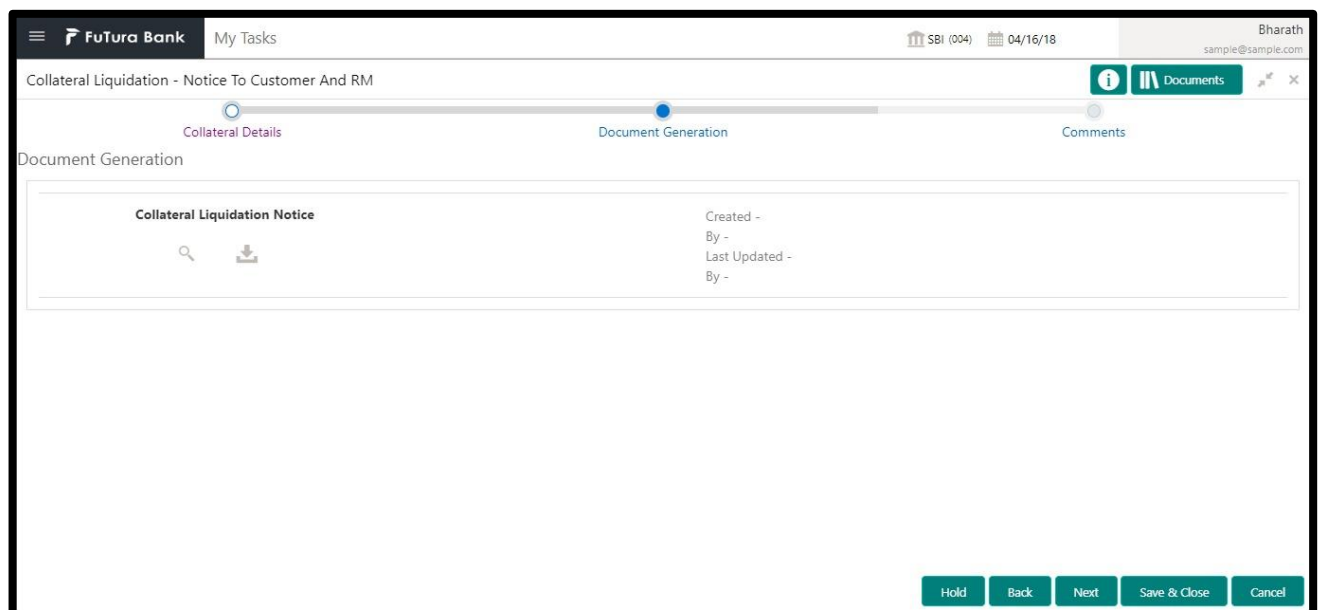 FuTura Bank My Tasks SBI (004) 04/16/18 Bharath
sample@sample.com
Collateral Liquidation - Notice To Customer And RM Documents
Collateral Details Document Generation Comments
Document Generation
Collateral Liquidation Notice
Created -
By -
Last Updated -
By -
Hold Back Next Save & Close Cancel